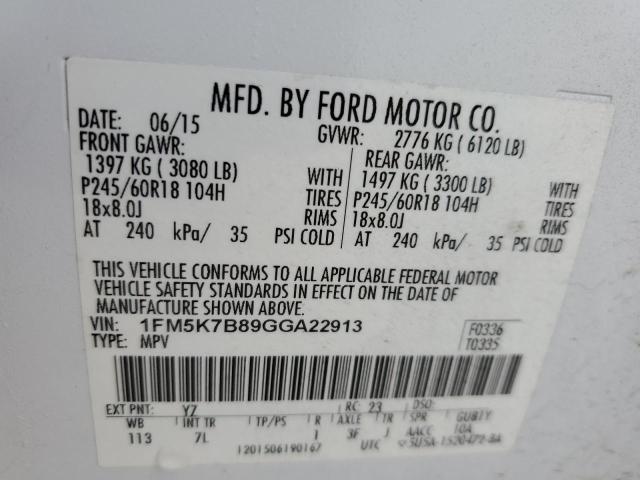 MFD. BY FORD MOTOR CO.
DATE: 06/15 GVWR: 2776 KG ( 6120 LB)
FRONT GAWR: REAR GAWR:
1397 KG ( 3080 LB) WITH 1497 KG ( 3300 LB) WITH
P245/60R18 104H TIRES P245/60R18 104H TIRES
18x8.0J RIMS 18x8.0J RIMS
AT 240 kPa/ 35 PSI COLD AT 240 kPa/ 35 PSI COLD
THIS VEHICLE CONFORMS TO ALL APPLICABLE FEDERAL MOTOR
VEHICLE SAFETY STANDARDS IN EFFECT ON THE DATE OF
MANUFACTURE SHOWN ABOVE.
VIN: 1FM5K7B89GGA22913 F0336
TYPE: MPV T0335
EXT PNT: YZ RC: 23 DSO:
WB INT TR TP/PS R AXLE TR SPR
113 7L 1 3F J AACC 10A
1201506190167 UTC